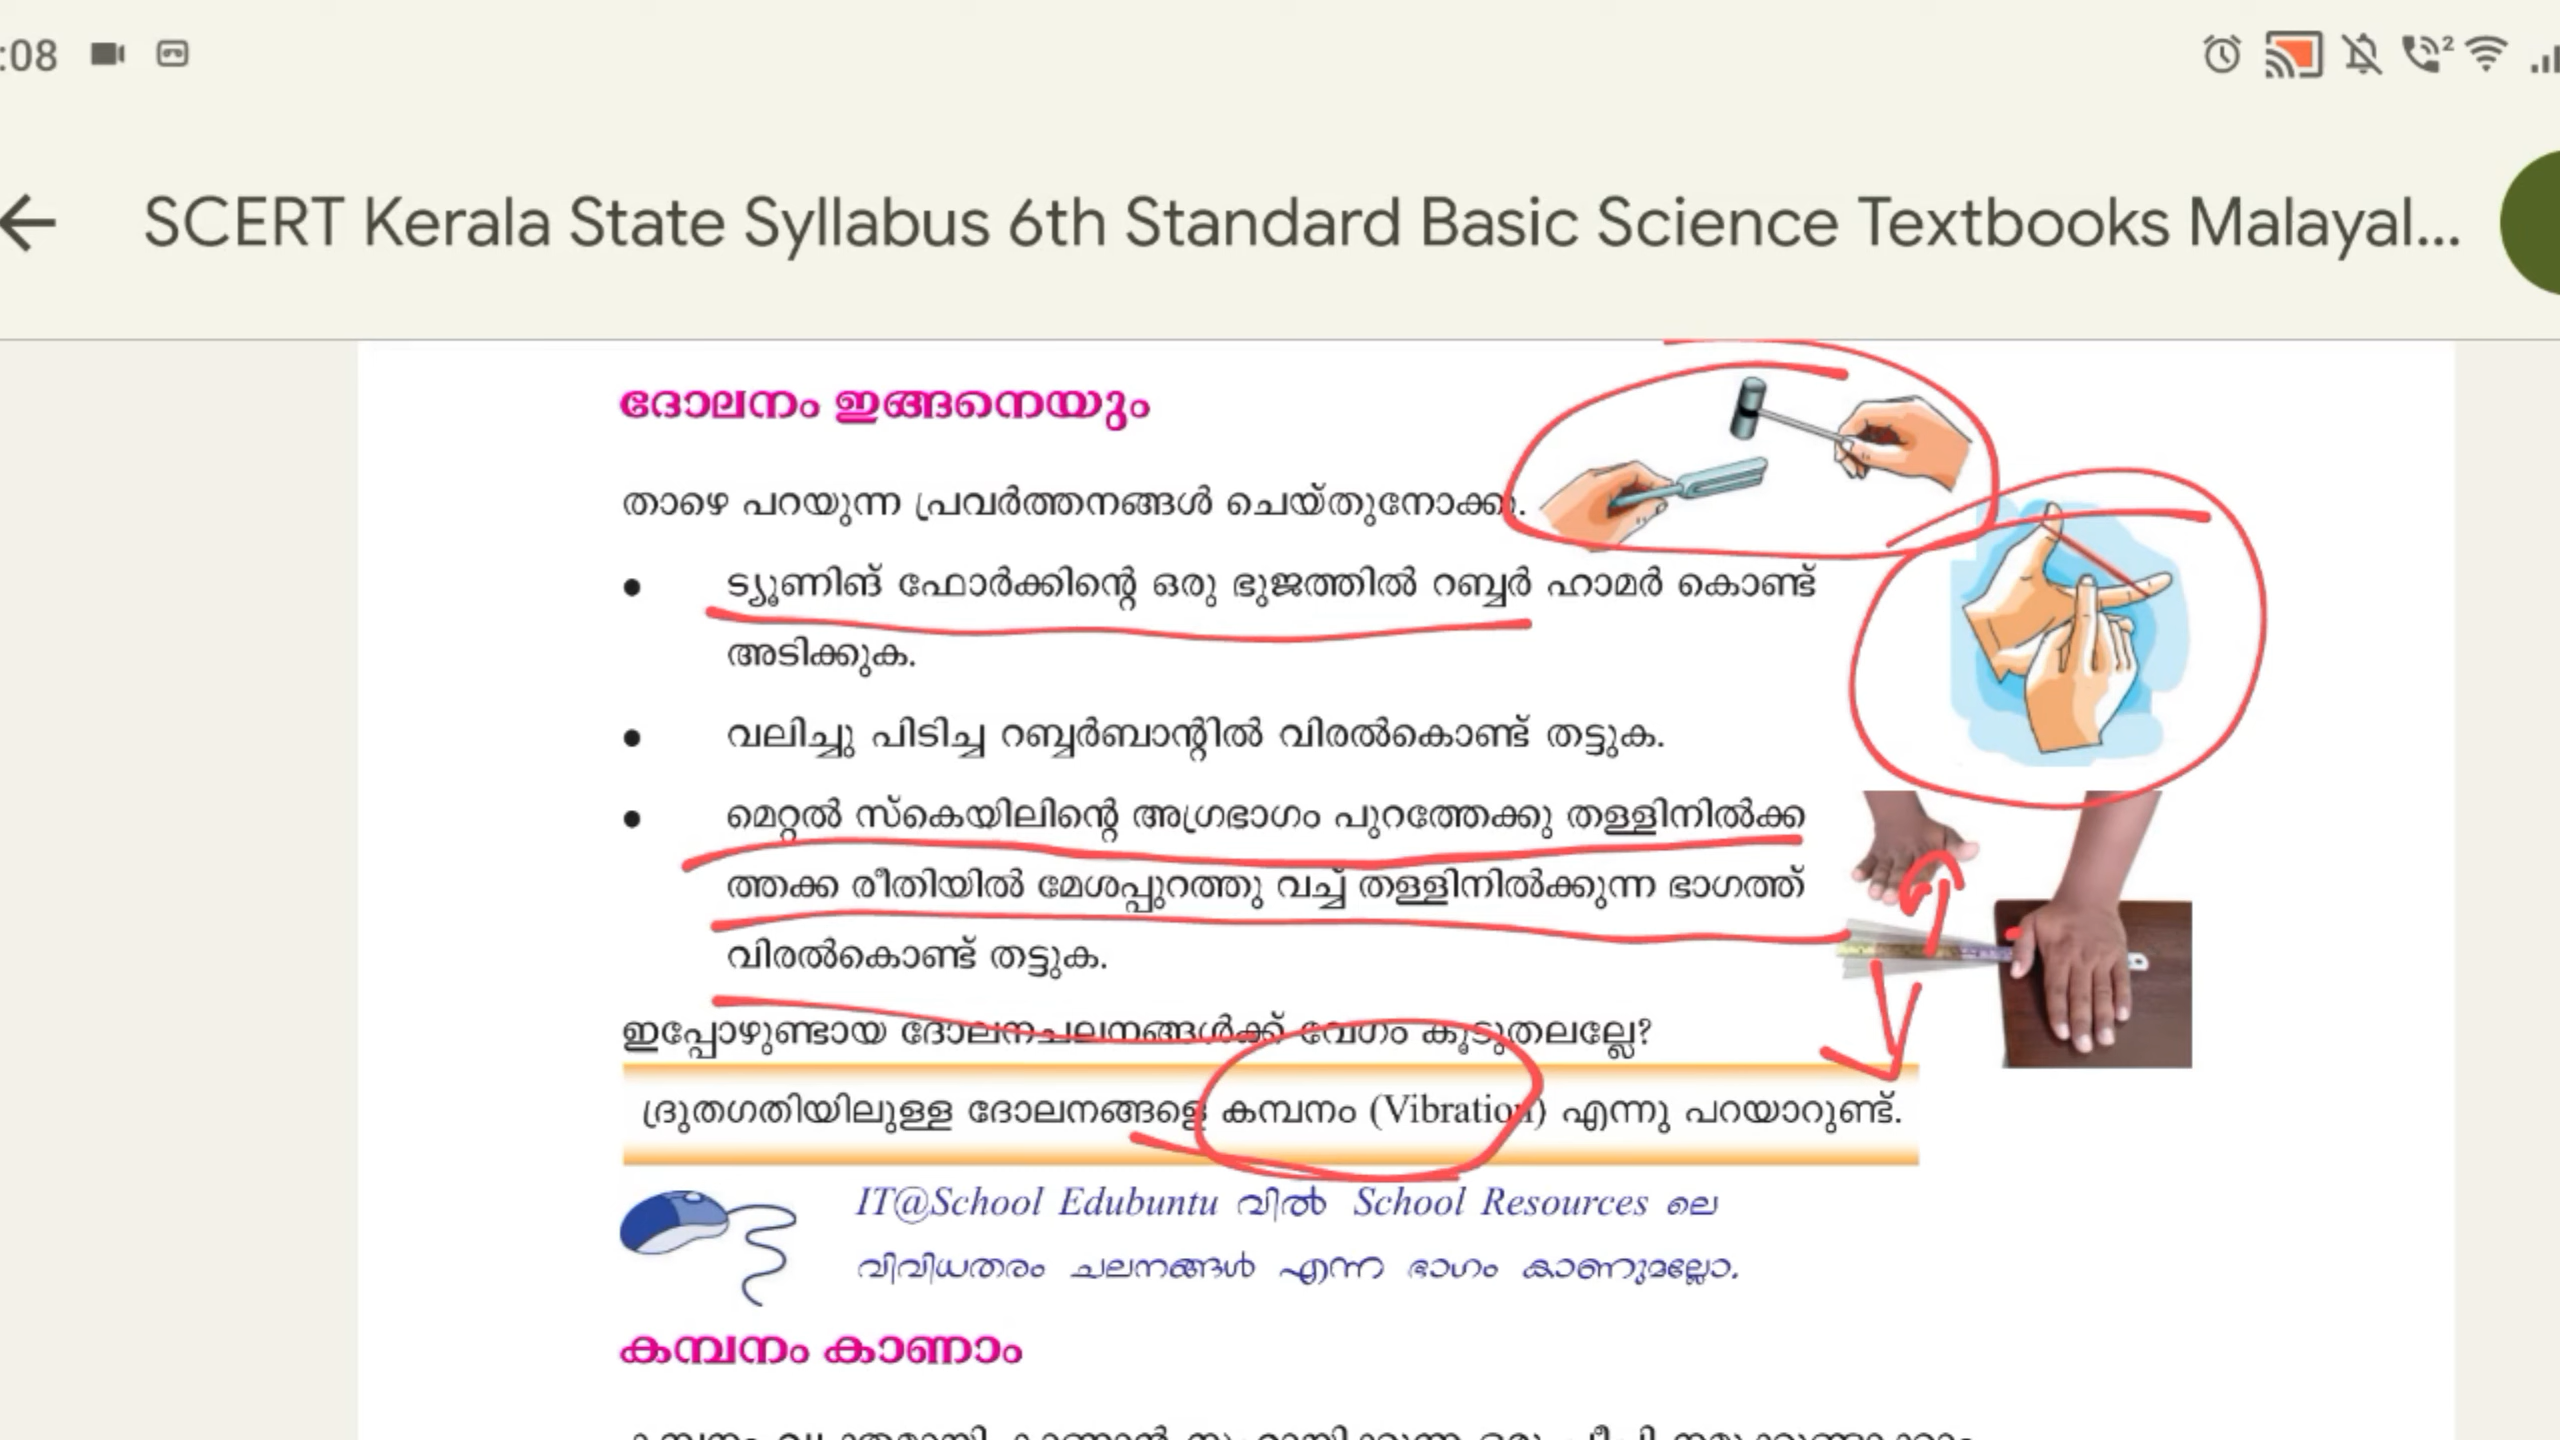 :08
SCERT Kerala State Syllabus 6th Standard Basic Science Textbooks Malayal...
ദോലനം ഇങ്ങനെയും
താഴെ പറയുന്ന പ്രവർത്തനങ്ങൾ ചെയ്തുനോക്കൂ.
● ട്യൂണിങ് ഫോർക്കിന്റെ ഒരു ഭുജത്തിൽ റബ്ബർ ഹാമർ കൊണ്ട്
അടിക്കുക.
● വലിച്ചു പിടിച്ച റബ്ബർബാന്റിൽ വിരൽകൊണ്ട് തട്ടുക.
● മെറ്റൽ സ്കെയിലിന്റെ അഗ്രഭാഗം പുറത്തേക്കു തള്ളിനിൽക്ക
ത്തക്ക രീതിയിൽ മേശപ്പുറത്തു വച്ച് തള്ളിനിൽക്കുന്ന ഭാഗത്ത്
വിരൽകൊണ്ട് തട്ടുക.
ഇപ്പോഴുണ്ടായ ദോലനചലനങ്ങൾക്ക് വേഗം കൂടുതലല്ലേ?
ദ്രുതഗതിയിലുള്ള ദോലനങ്ങളെ കമ്പനം (Vibration) എന്നു പറയാറുണ്ട്.
IT@School Edubuntu വിൽ School Resources ലെ
വിവിധതരം ചലനങ്ങൾ എന്ന ഭാഗം കാണുമല്ലോ.
കമ്പനം കാണാം